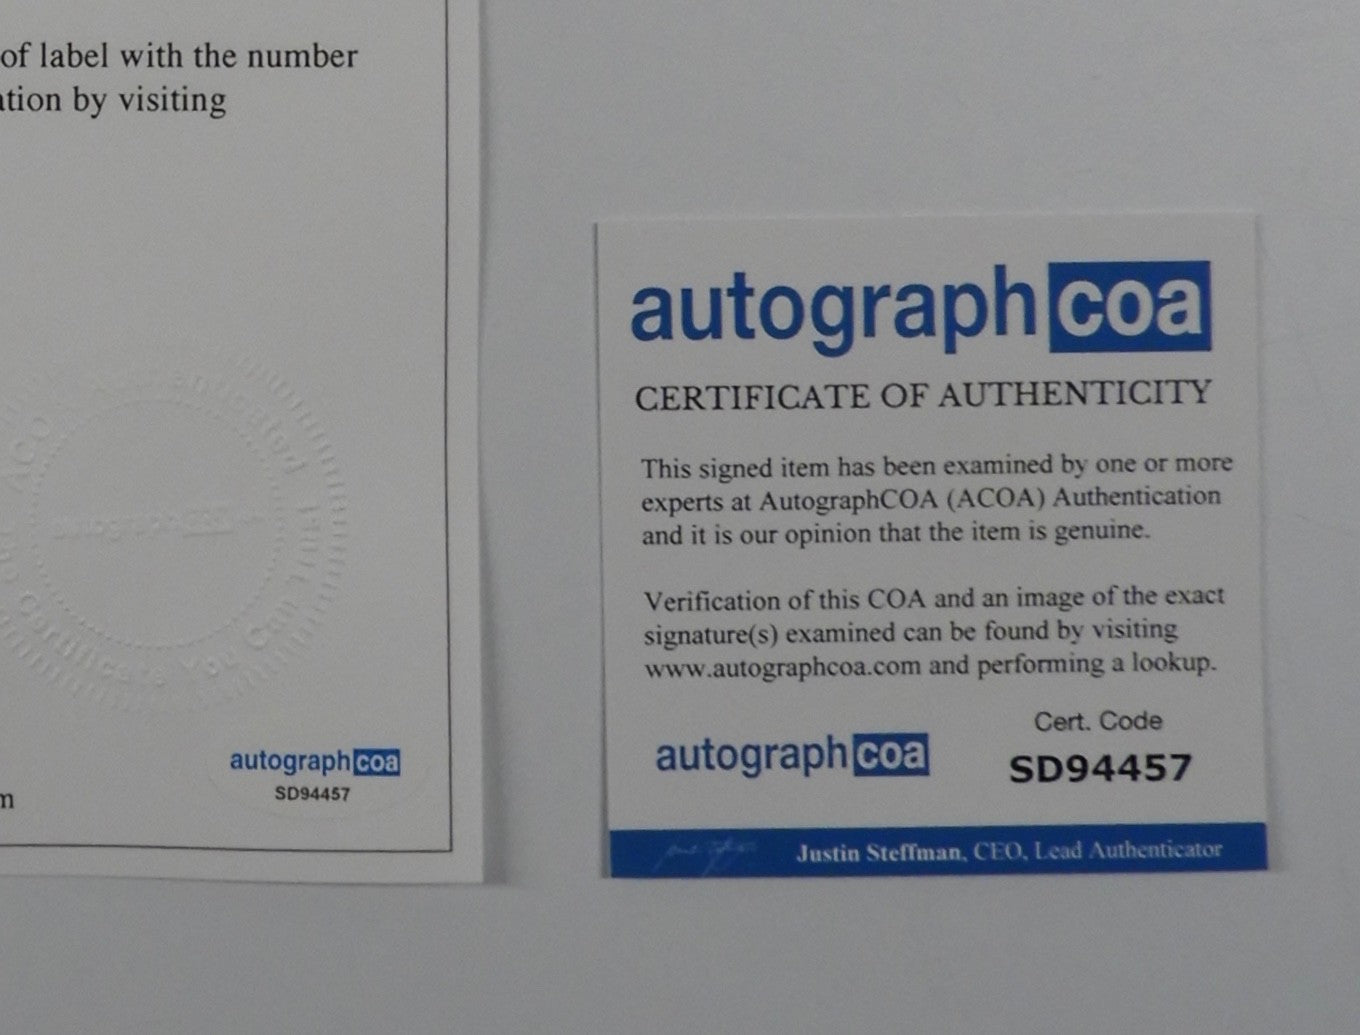 of label with the number
by visiting
Certificate You Can
autographcoa
SD94457
autographcoa
CERTIFICATE OF AUTHENTICITY
This signed item has been examined by one or more
experts at AutographCOA (ACOA) Authentication
and it is our opinion that the item is genuine.
Verification of this COA and an image of the exact
signature(s) examined can be found by visiting
www.autographcoa.com and performing a lookup.
Cert. Code
autographcoa
SD94457
Justin Steffman, CEO, Lead Authenticator